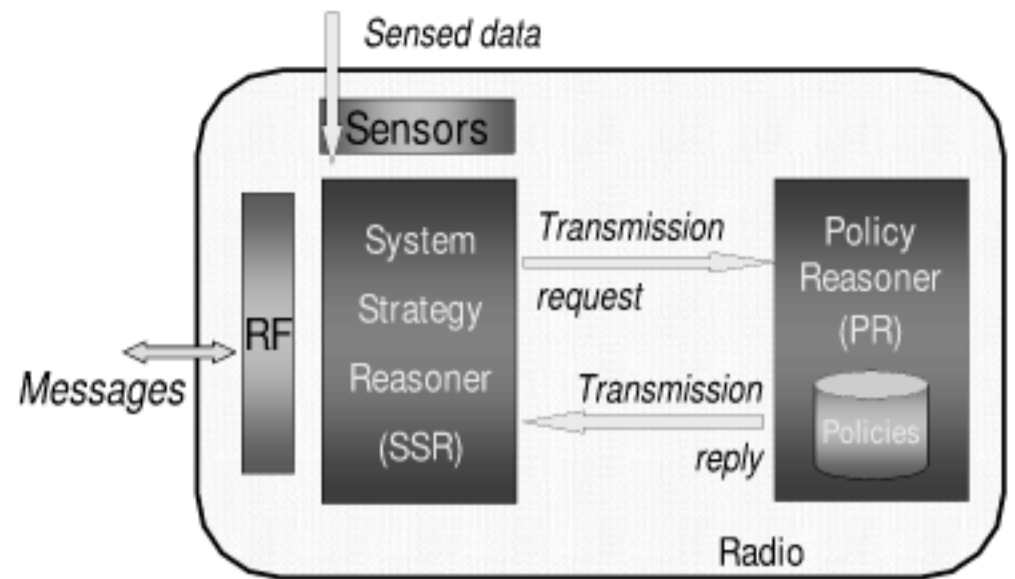 Sensed data
Sensors
System
Strategy
Reasoner
(SSR)
RF
Messages
Transmission
request
Transmission
reply
Policy
Reasoner
(PR)
Policies
Radio